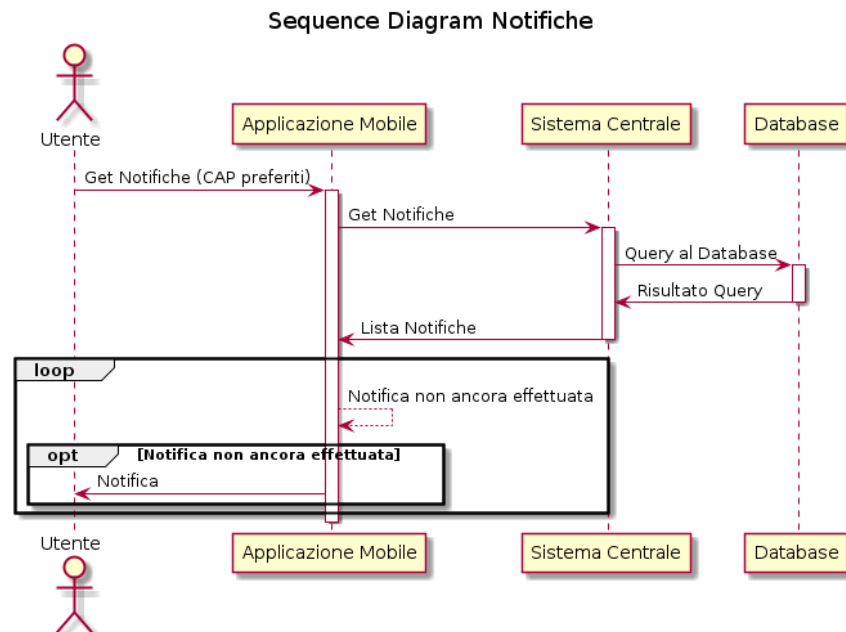 Sequence Diagram Notifiche
Utente
Applicazione Mobile
Sistema Centrale
Database
Get Notifiche (CAP preferiti)
Get Notifiche
Query al Database
Risultato Query
Lista Notifiche
loop
Notifica non ancora effettuata
opt [Notifica non ancora effettuata]
Notifica
Utente
Applicazione Mobile
Sistema Centrale
Database